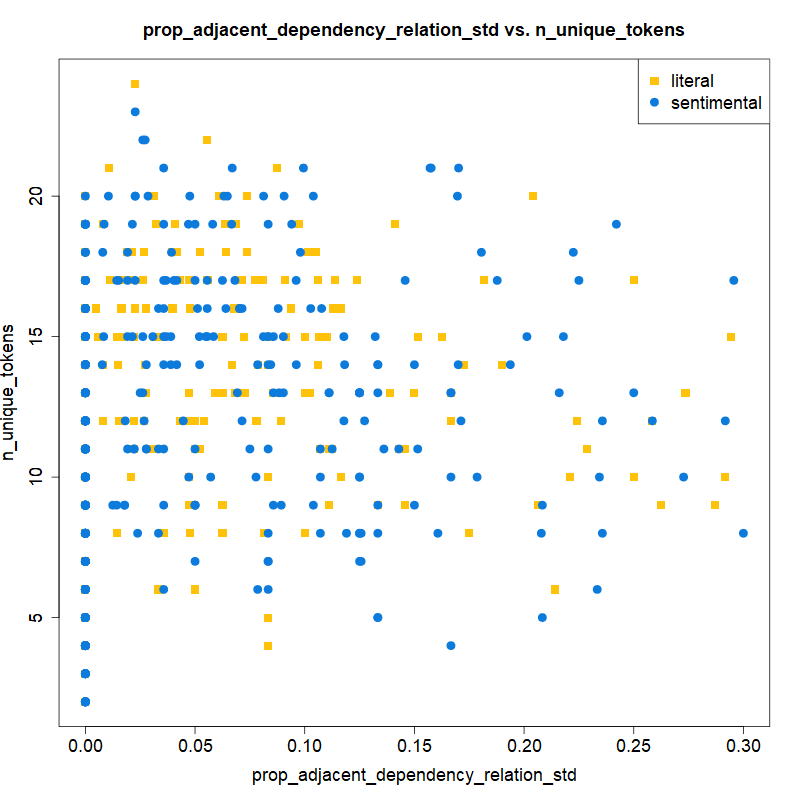 prop_adjacent_dependency_relation_std vs. n_unique_tokens
literal
sentimental
n_unique_tokens
20
15
10
5
0.00 0.05 0.10 0.15 0.20 0.25 0.30
prop_adjacent_dependency_relation_std